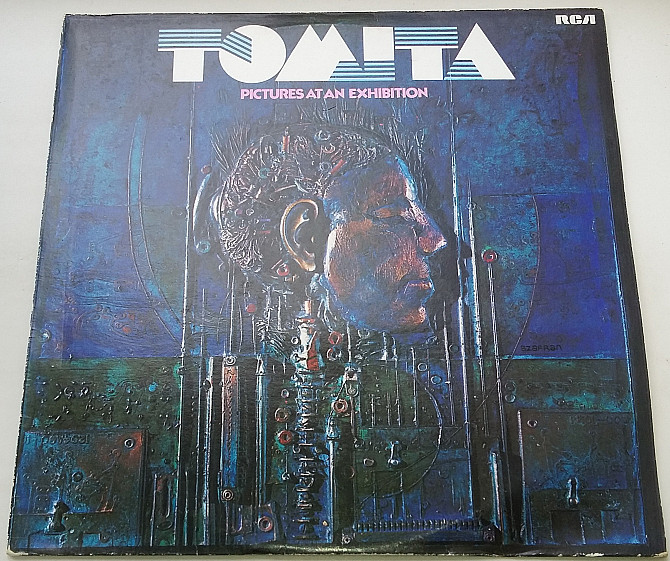 RCA
TOMITA
PICTURES AT AN EXHIBITION
SZAFRAN